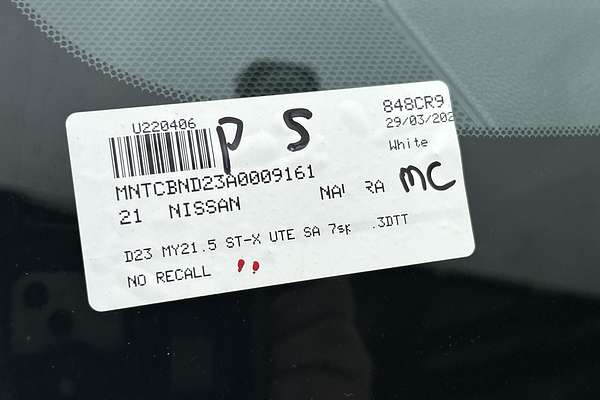 U220406
P S
848CR9
29/03/202
White
MNTCBND23A0009161
21 NISSAN
MC
D23 MY21.5 ST-X UTE SA 7sp .3DTT
NO RECALL